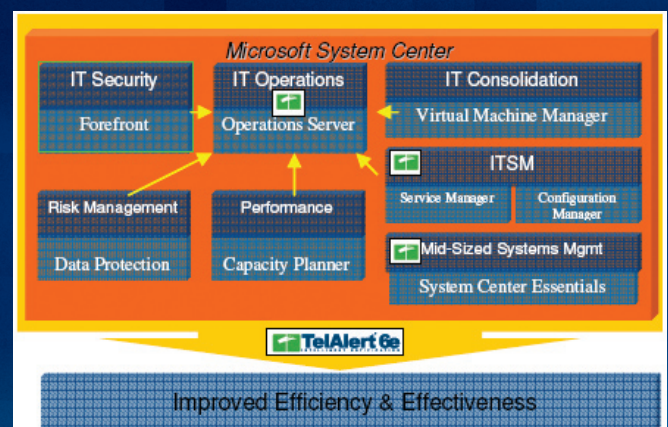 Microsoft System Center
IT Security
Forefront
IT Operations
Operations Server
IT Consolidation
Virtual Machine Manager
ITSM
Service Manager
Configuration
Manager
Risk Management
Data Protection
Performance
Capacity Planner
Mid-Sized Systems Mgmt
System Center Essentials
TelAlert 6e
INTELLIGENT NOTIFICATION
Improved Efficiency & Effectiveness